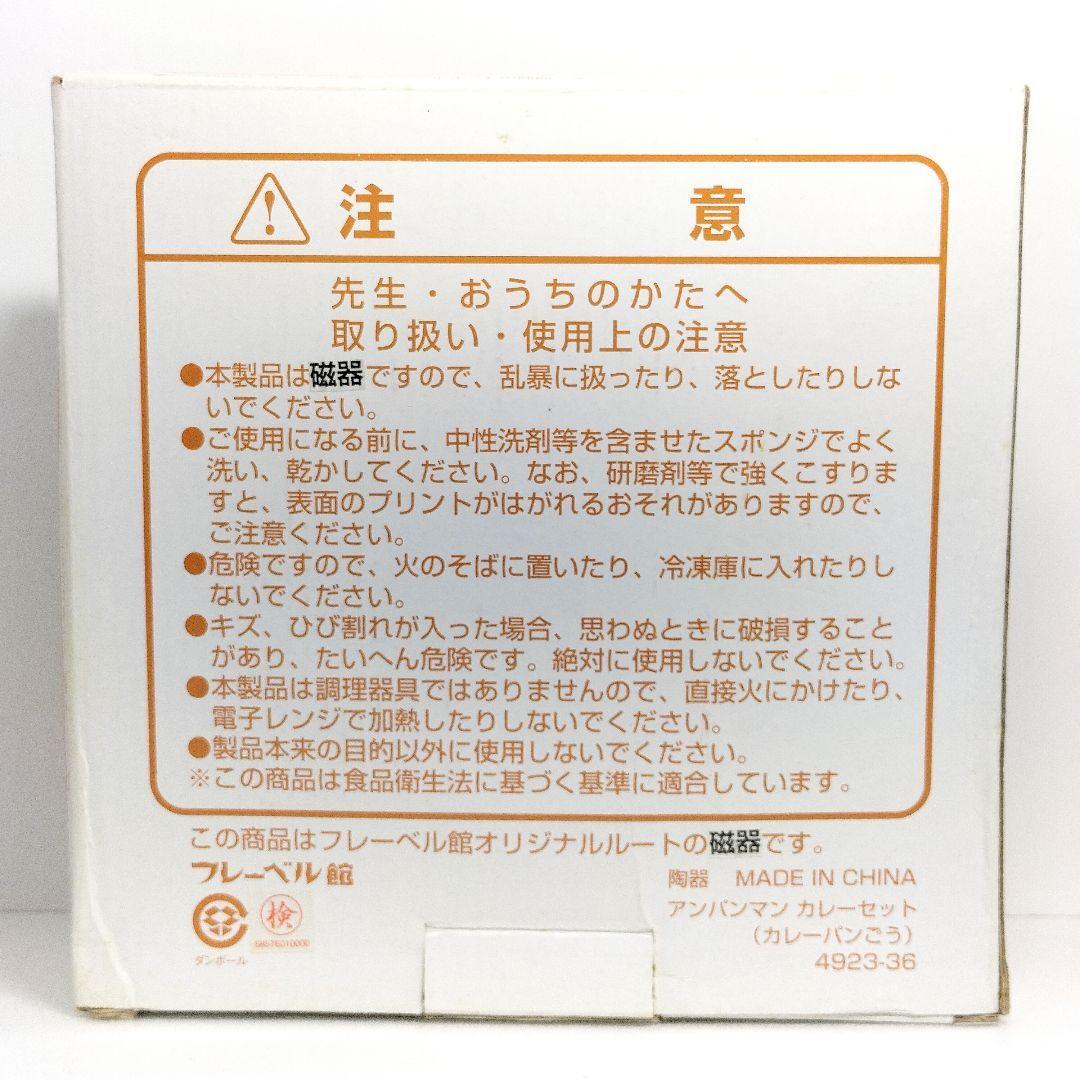 注意
先生・おうちのかたへ
取り扱い・使用上の注意
●本製品は磁器ですので、乱暴に扱ったり、落としたりしな
いでください。
●ご使用になる前に、中性洗剤等を含ませたスポンジでよく
洗い、乾かしてください。なお、研磨剤等で強くこすりま
すと、表面のプリントがはがれるおそれがありますので、
ご注意ください。
●危険ですので、火のそばに置いたり、冷凍庫に入れたりし
ないでください。
●キズ、ひび割れが入った場合、思わぬときに破損すること
があり、たいへん危険です。絶対に使用しないでください。
●本製品は調理器具ではありませんので、直接火にかけたり、
電子レンジで加熱したりしないでください。
●製品本来の目的以外に使用しないでください。
※この商品は食品衛生法に基づく基準に適合しています。
この商品はフレーベル館オリジナルルートの磁器です。
フレーベル館
陶器 MADE IN CHINA
アンパンマン カレーセット
(カレーパンごう)
4923-36
検
ダンボール